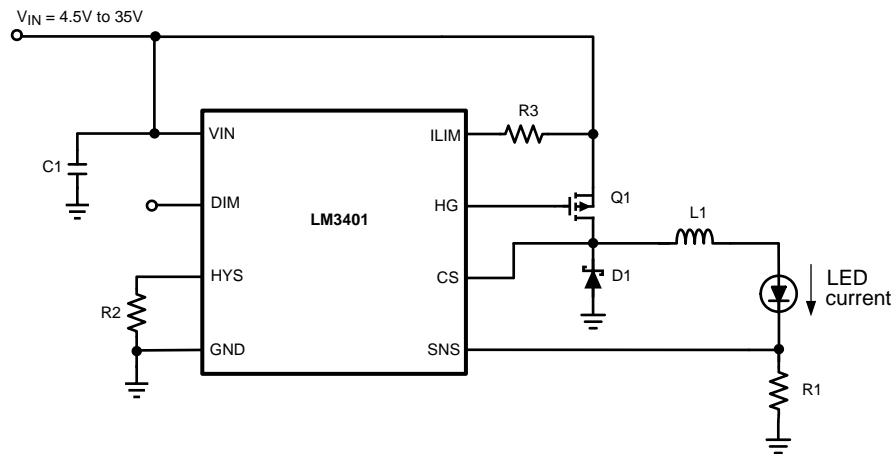 VIN = 4.5V to 35V
R3
VIN
ILIM
C1
Q1
DIM
HG
L1
LM3401
HYS
CS
D1
LED
current
R2
GND
SNS
R1